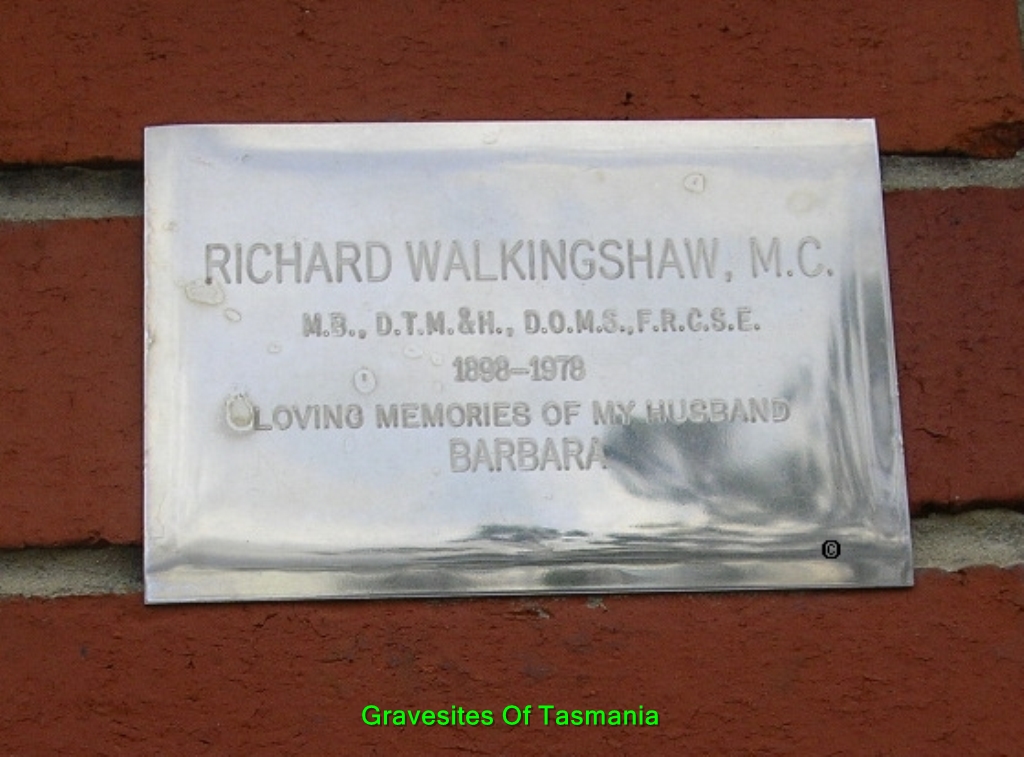 RICHARD WALKINGSHAW, M.C.
M.B., D.T.M.&H., D.O.M.S.,F.R.C.S.E.
1898–1978
LOVING MEMORIES OF MY HUSBAND
BARBARA
©
Gravesites Of Tasmania